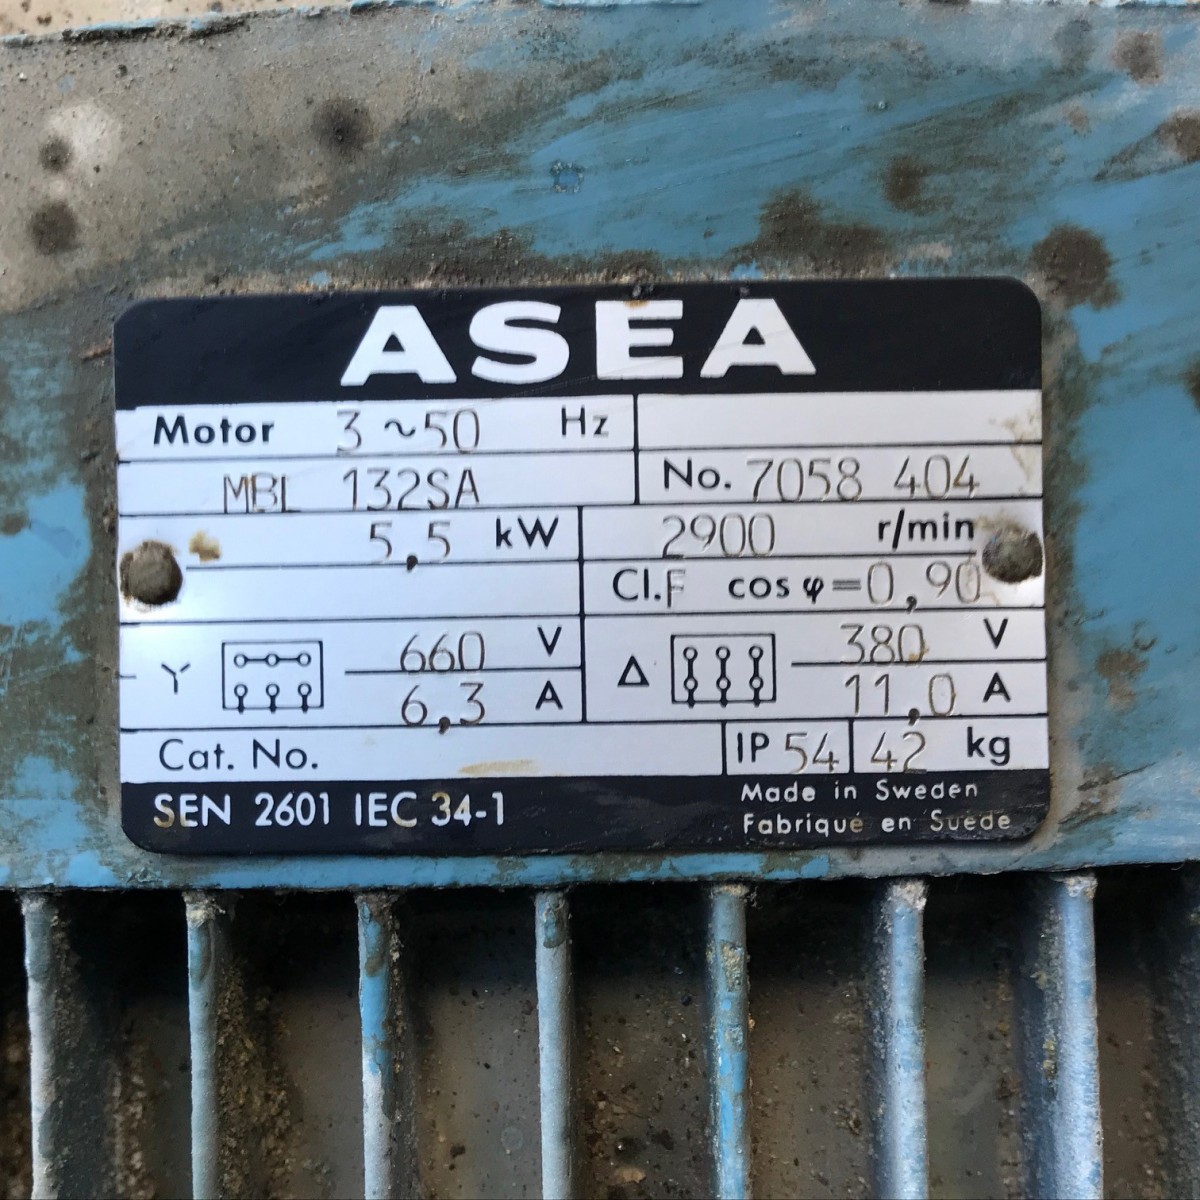 ASEA
Motor 3 ~50 Hz
MBL 132SA No. 7058 404
5,5 kW 2900 r/min
Cl.F cos φ=0,90
Y 660 V Δ 380 V
6,3 A 11,0 A
Cat. No. IP 54 42 kg
SEN 2601 IEC 34-1 Made in Sweden
Fabriqué en Suède